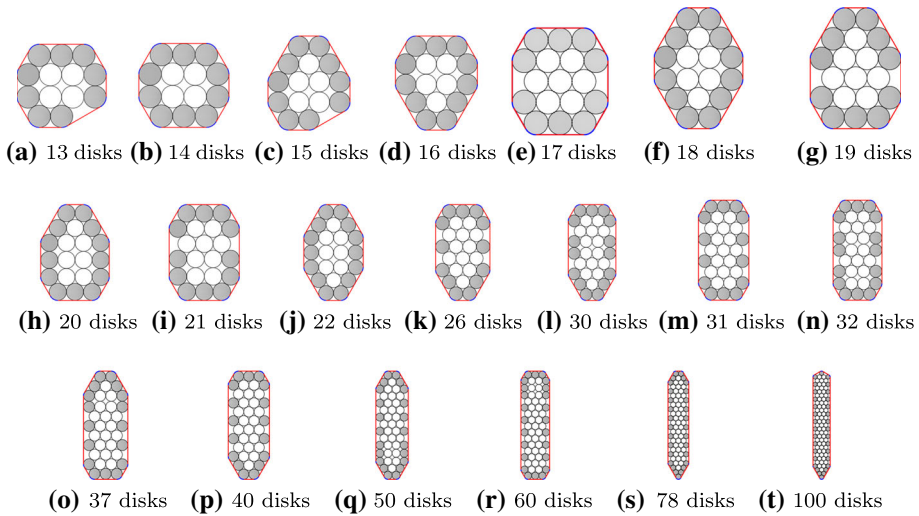 (a) 13 disks (b) 14 disks (c) 15 disks (d) 16 disks (e) 17 disks (f) 18 disks (g) 19 disks
(h) 20 disks (i) 21 disks (j) 22 disks (k) 26 disks (l) 30 disks (m) 31 disks (n) 32 disks
(o) 37 disks (p) 40 disks (q) 50 disks (r) 60 disks (s) 78 disks (t) 100 disks